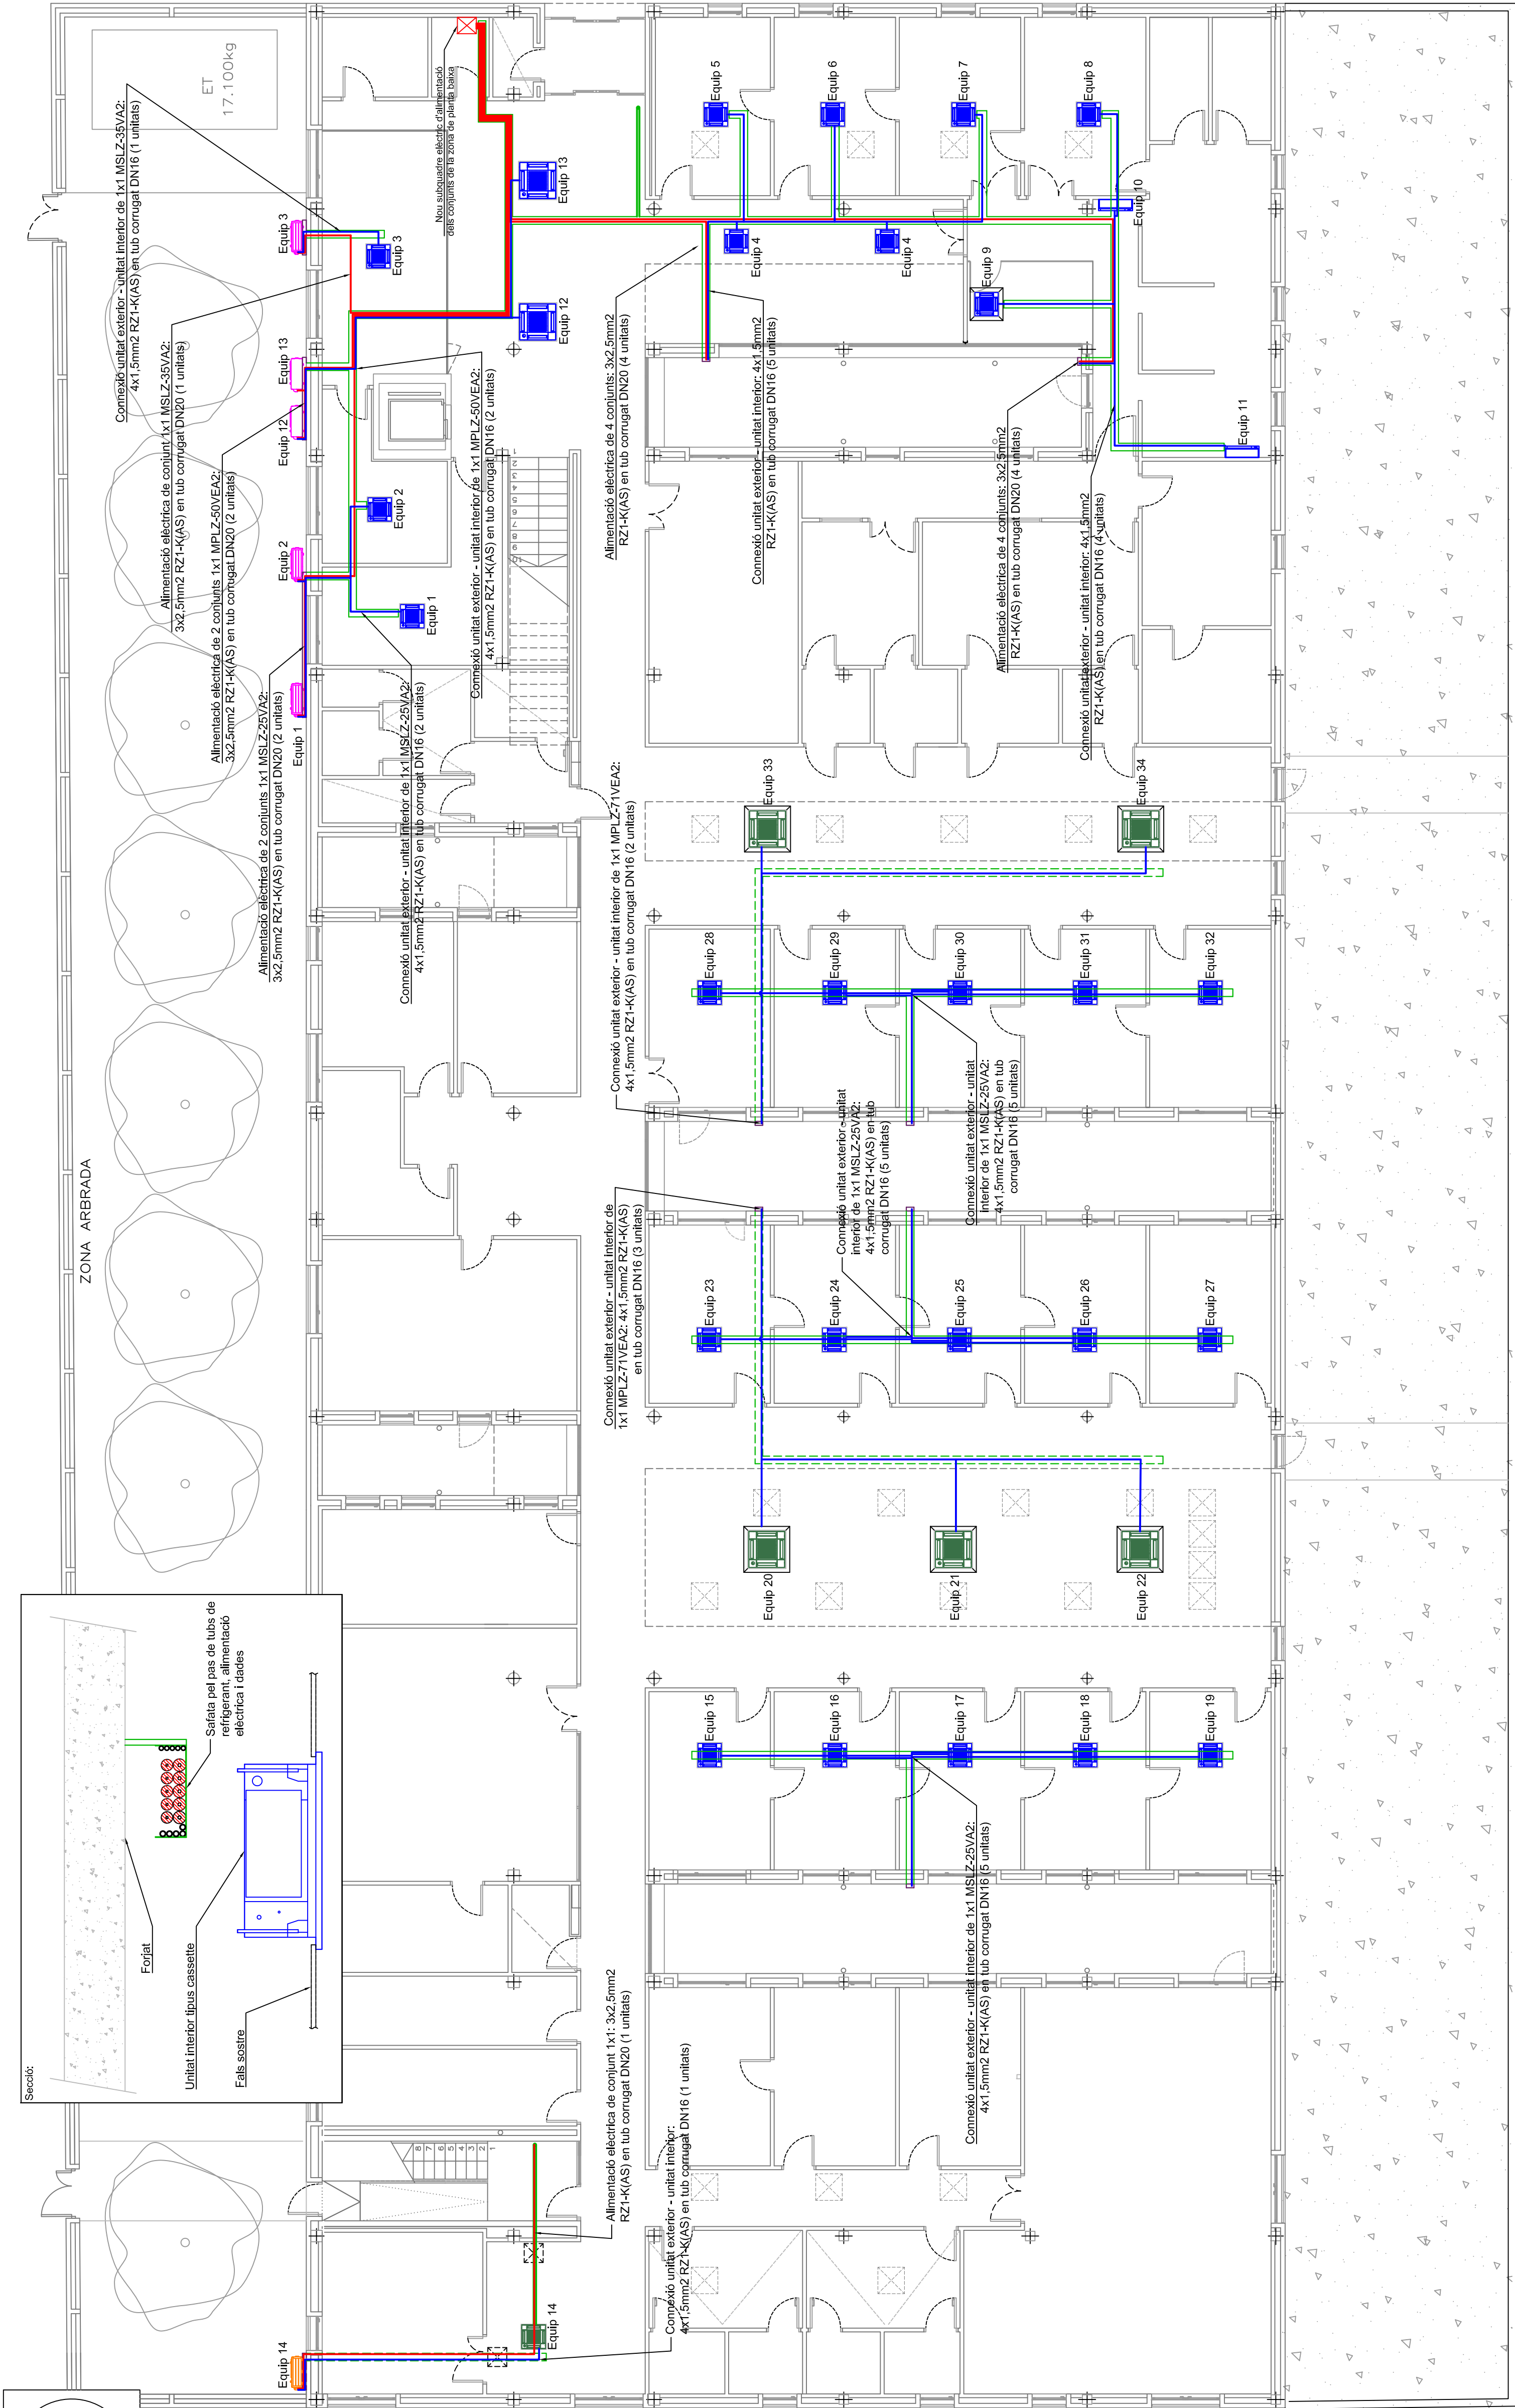 ET
17.100kg
ZONA ARBRADA
Connexió unitat exterior - unitat interior de 1x1 MSLZ-35VA2:
4x1,5mm2 RZ1-K(AS) en tub corrugat DN16 (1 unitats)
Alimentació elèctrica de conjunt 1x1 MSLZ-35VA2:
3x2,5mm2 RZ1-K(AS) en tub corrugat DN20 (1 unitats)
Alimentació elèctrica de 2 conjunts 1x1 MPLZ-50VEA2:
3x2,5mm2 RZ1-K(AS) en tub corrugat DN20 (2 unitats)
Alimentació elèctrica de 2 conjunts 1x1 MSLZ-25VA2:
3x2,5mm2 RZ1-K(AS) en tub corrugat DN20 (2 unitats)
Nou subquadre elèctric d'alimentació
dels conjunts de la zona de planta baixa
Equip 3
Equip 13
Equip 12
Equip 2
Equip 1
Equip 3
Equip 2
Equip 1
Equip 13
Equip 12
Connexió unitat exterior - unitat interior de 1x1 MPLZ-50VEA2:
4x1,5mm2 RZ1-K(AS) en tub corrugat DN16 (2 unitats)
Connexió unitat exterior - unitat interior de 1x1 MSLZ-25VA2:
4x1,5mm2 RZ1-K(AS) en tub corrugat DN16 (2 unitats)
1
2
3
4
5
6
7
8
9
10
Equip 5
Equip 6
Equip 7
Equip 8
Equip 4
Equip 4
Equip 9
Equip 10
Equip 11
Alimentació elèctrica de 4 conjunts: 3x2,5mm2
RZ1-K(AS) en tub corrugat DN20 (4 unitats)
Connexió unitat exterior - unitat interior: 4x1,5mm2
RZ1-K(AS) en tub corrugat DN16 (5 unitats)
Alimentació elèctrica de 4 conjunts: 3x2,5mm2
RZ1-K(AS) en tub corrugat DN20 (4 unitats)
Connexió unitat exterior - unitat interior: 4x1,5mm2
RZ1-K(AS) en tub corrugat DN16 (4 unitats)
Equip 33
Equip 34
Connexió unitat exterior - unitat interior de 1x1 MPLZ-71VEA2:
4x1,5mm2 RZ1-K(AS) en tub corrugat DN16 (2 unitats)
Equip 28
Equip 29
Equip 30
Equip 31
Equip 32
Connexió unitat exterior - unitat
interior de 1x1 MSLZ-25VA2:
4x1,5mm2 RZ1-K(AS) en tub
corrugat DN16 (5 unitats)
Connexió unitat exterior - unitat
interior de 1x1 MSLZ-25VA2:
4x1,5mm2 RZ1-K(AS) en tub
corrugat DN16 (5 unitats)
Connexió unitat exterior - unitat interior de
1x1 MPLZ-71VEA2: 4x1,5mm2 RZ1-K(AS)
en tub corrugat DN16 (3 unitats)
Equip 23
Equip 24
Equip 25
Equip 26
Equip 27
Equip 20
Equip 21
Equip 22
Equip 15
Equip 16
Equip 17
Equip 18
Equip 19
Connexió unitat exterior - unitat interior de 1x1 MSLZ-25VA2:
4x1,5mm2 RZ1-K(AS) en tub corrugat DN16 (5 unitats)
Secció:
Forjat
Unitat interior tipus cassette
Fals sostre
Safata pel pas de tubs de
refrigerant, alimentació
elèctrica i dades
8
7
6
5
4
3
2
1
Alimentació elèctrica de conjunt 1x1: 3x2,5mm2
RZ1-K(AS) en tub corrugat DN20 (1 unitats)
Connexió unitat exterior - unitat interior:
4x1,5mm2 RZ1-K(AS) en tub corrugat DN16 (1 unitats)
Equip 14
Equip 14